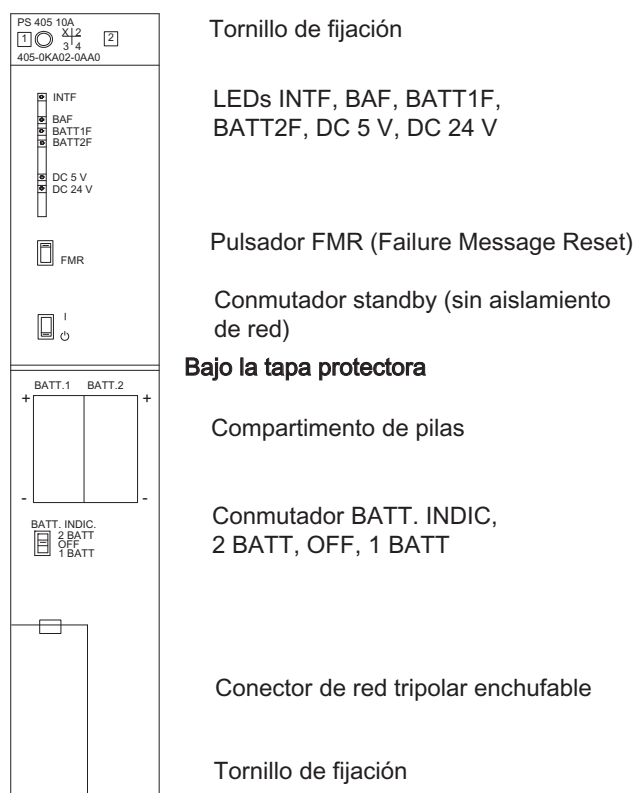 PS 405 10A
1 X 2 2
3 4
405-0KA02-0AA0
Tornillo de fijación
INTF
BAF
BATT1F
BATT2F
DC 5 V
DC 24 V
LEDs INTF, BAF, BATT1F,
BATT2F, DC 5 V, DC 24 V
FMR
Pulsador FMR (Failure Message Reset)
I
Conmutador standby (sin aislamiento
de red)
Bajo la tapa protectora
BATT.1 BATT.2
+ +
Compartimento de pilas
- -
BATT. INDIC.
2 BATT
OFF
1 BATT
Conmutador BATT. INDIC,
2 BATT, OFF, 1 BATT
Conector de red tripolar enchufable
Tornillo de fijación